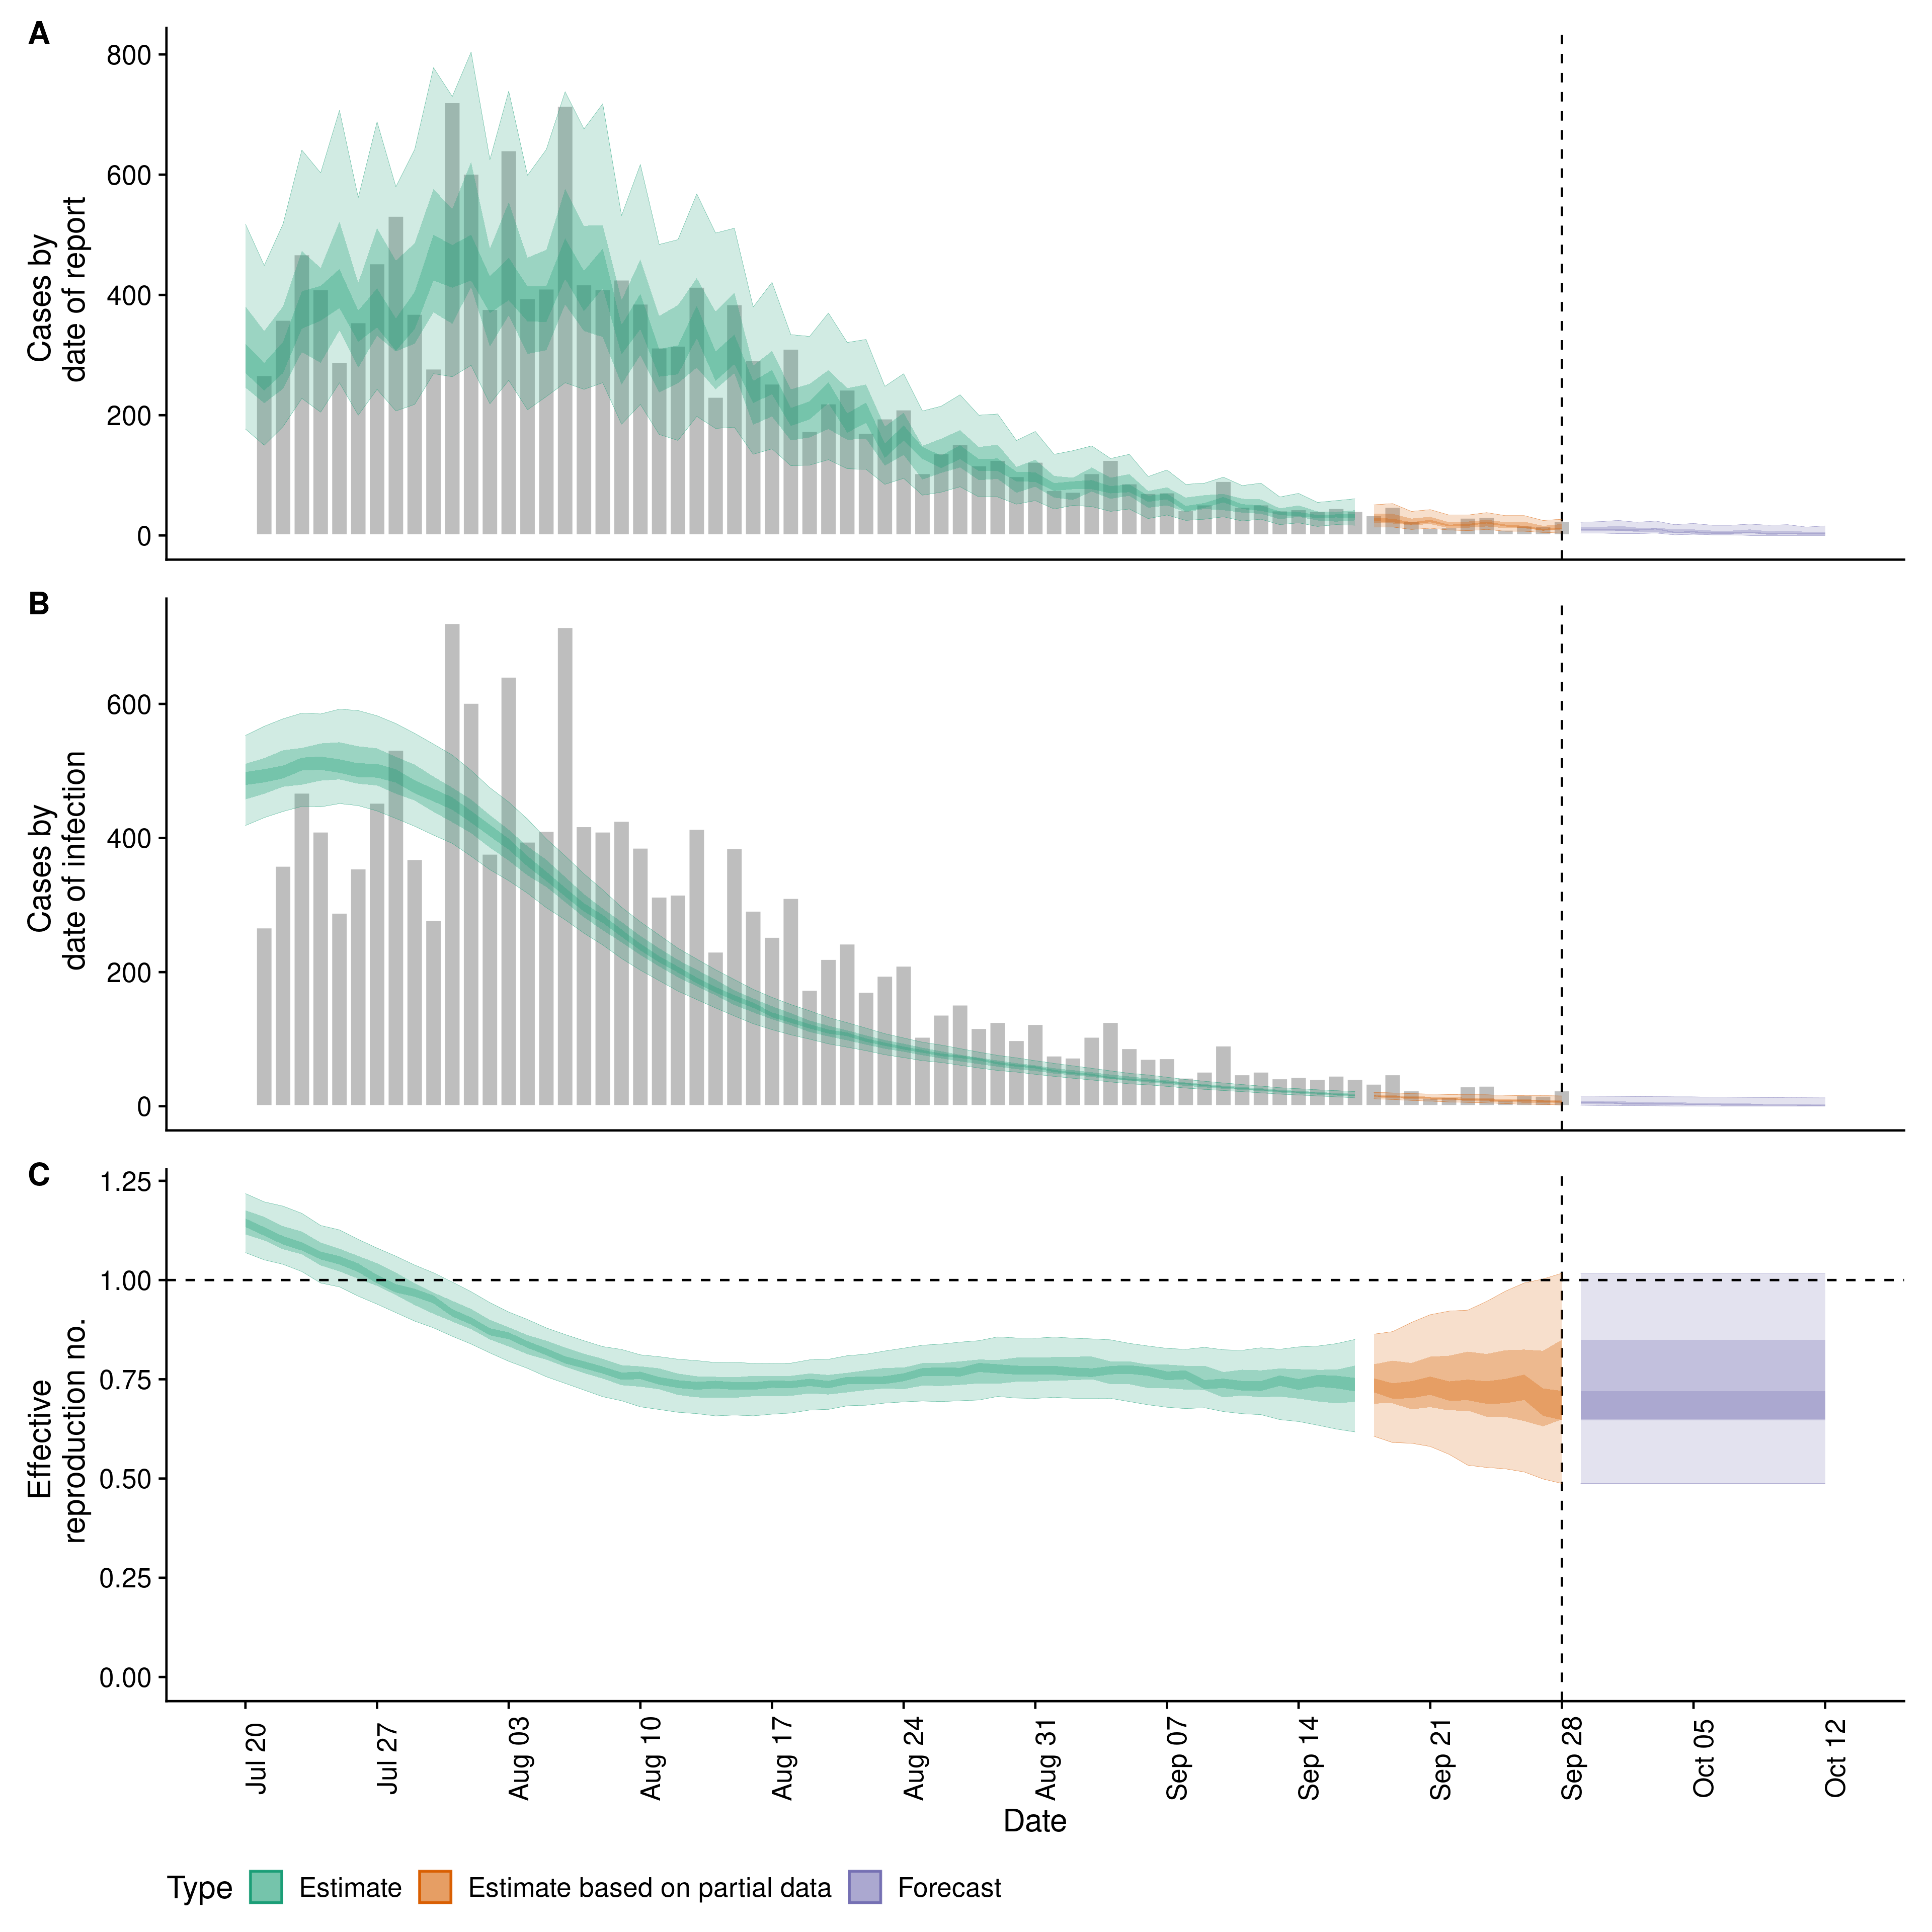 A
800
600
400
200
0
Cases by
date of report
B
600
400
200
0
Cases by
date of infection
C
1.25
1.00
0.75
0.50
0.25
0.00
Effective
reproduction no.
Jul 20
Jul 27
Aug 03
Aug 10
Aug 17
Aug 24
Aug 31
Sep 07
Sep 14
Sep 21
Sep 28
Oct 05
Oct 12
Date
Type Estimate Estimate based on partial data Forecast